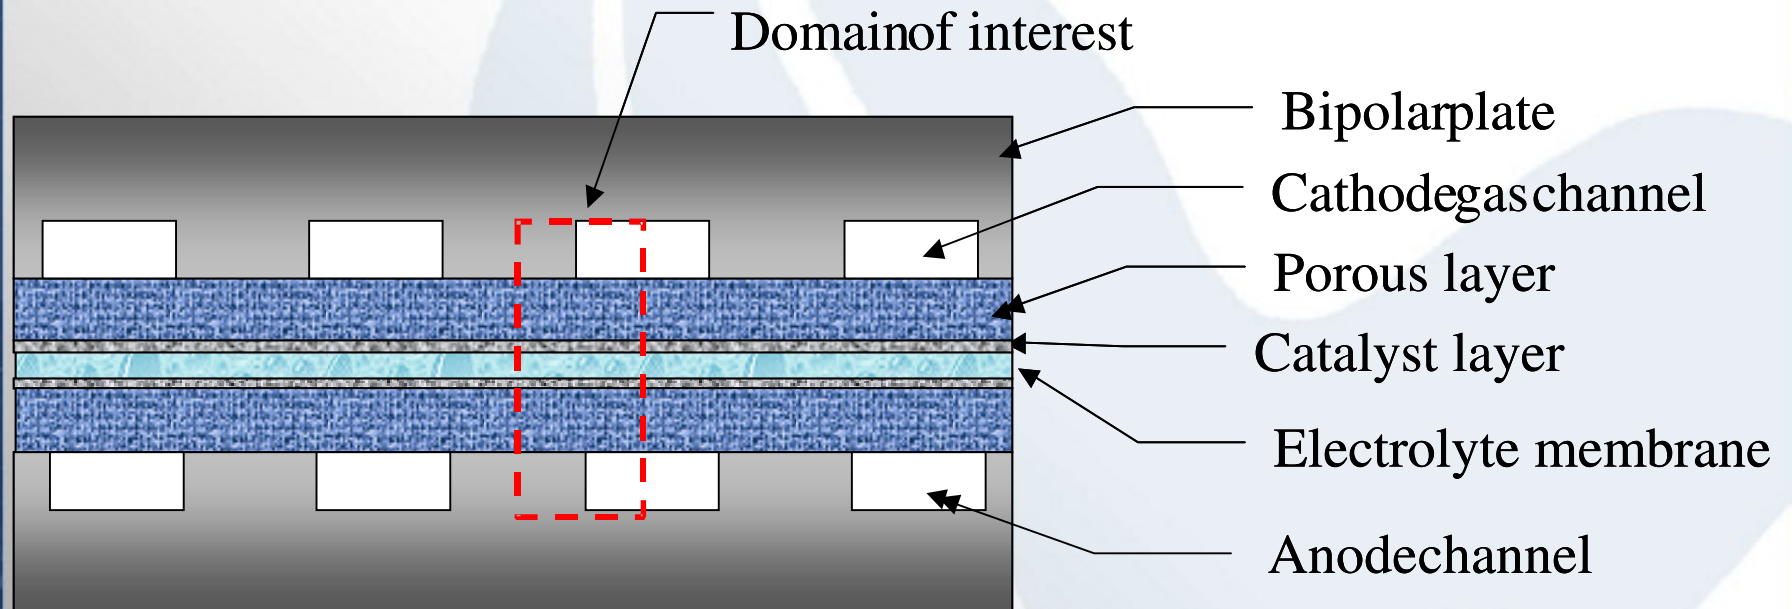 Domainof interest
Bipolarplate
Cathodegaschannel
Porous layer
Catalyst layer
Electrolyte membrane
Anodechannel